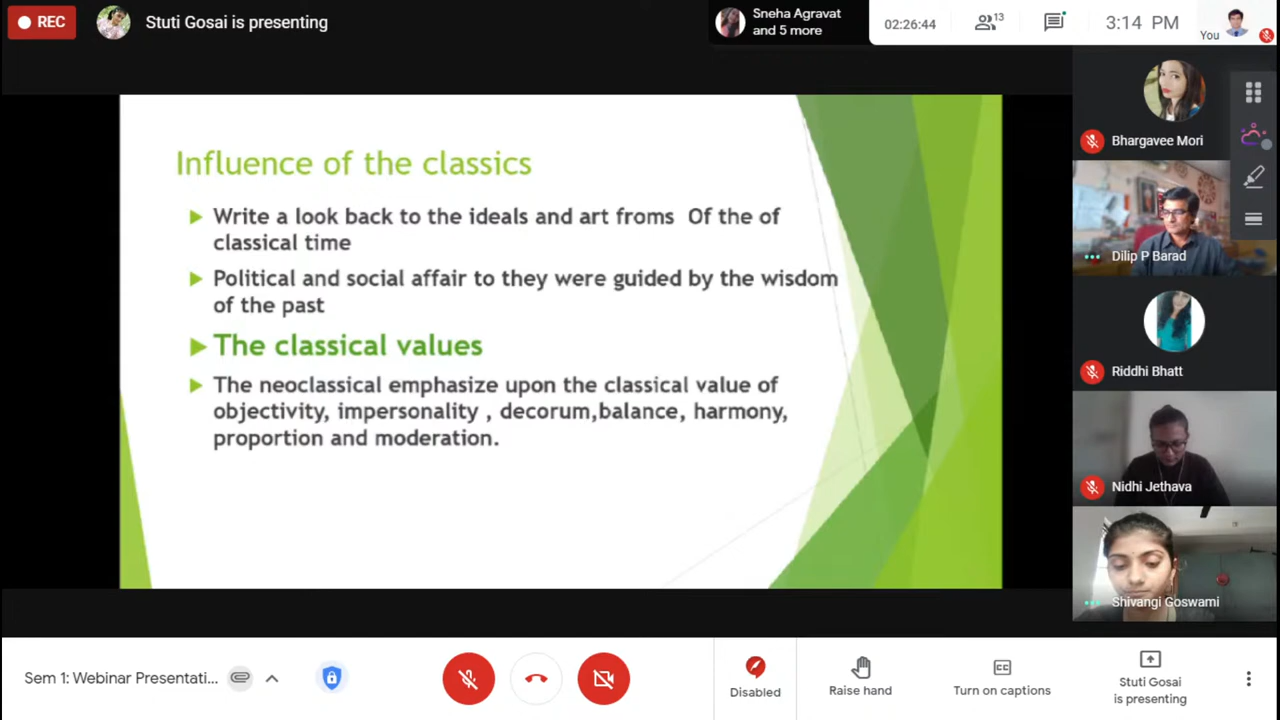 REC
Stuti Gosai is presenting
Sneha Agravat
and 5 more
02:26:44
13
3:14 PM
You
Bhargavee Mori
Dilip P Barad
Riddhi Bhatt
Nidhi Jethava
Shivangi Goswami
Influence of the classics
Write a look back to the ideals and art froms Of the of
classical time
Political and social affair to they were guided by the wisdom
of the past
The classical values
The neoclassical emphasize upon the classical value of
objectivity, impersonality , decorum,balance, harmony,
proportion and moderation.
Sem 1: Webinar Presentati...
Disabled
Raise hand
CC
Turn on captions
Stuti Gosai
is presenting